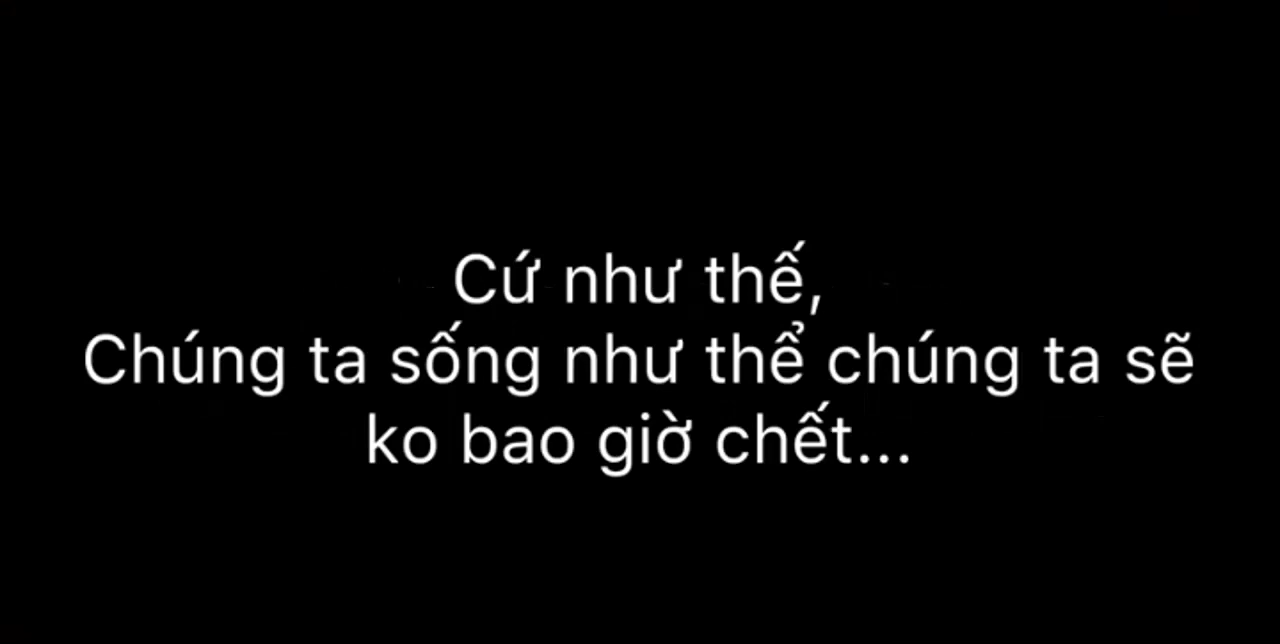 Cứ như thế,
Chúng ta sống như thể chúng ta sẽ
ko bao giờ chết...